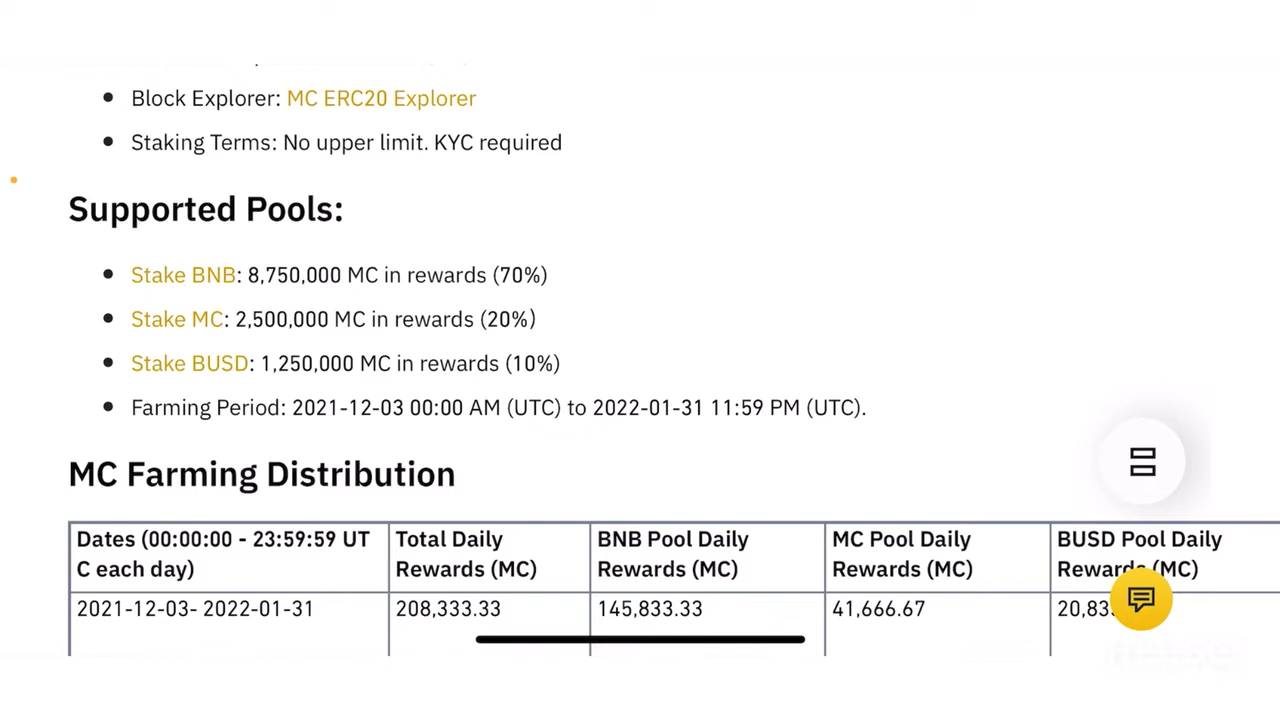 Block Explorer: MC ERC20 Explorer
Staking Terms: No upper limit. KYC required
Supported Pools:
Stake BNB: 8,750,000 MC in rewards (70%)
Stake MC: 2,500,000 MC in rewards (20%)
Stake BUSD: 1,250,000 MC in rewards (10%)
Farming Period: 2021-12-03 00:00 AM (UTC) to 2022-01-31 11:59 PM (UTC).
MC Farming Distribution
Dates (00:00:00 - 23:59:59 UT
C each day)
Total Daily
Rewards (MC)
BNB Pool Daily
Rewards (MC)
MC Pool Daily
Rewards (MC)
BUSD Pool Daily
Rewards (MC)
2021-12-03- 2022-01-31
208,333.33
145,833.33
41,666.67